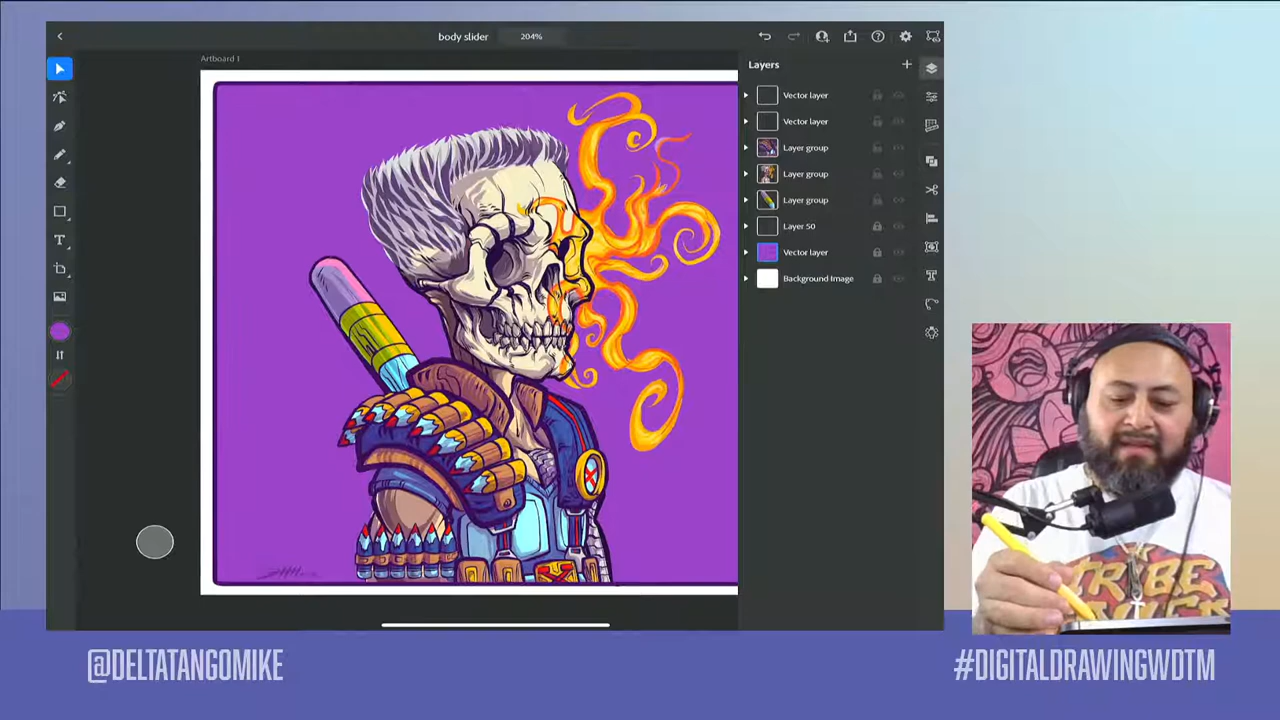 body slider
204%
Artboard 1
Layers
Vector layer
Vector layer
Layer group
Layer group
Layer group
Layer 50
Vector layer
Background Image
TRIBE
@DELTATANGOMIKE
#DIGITALDRAWINGWDTM